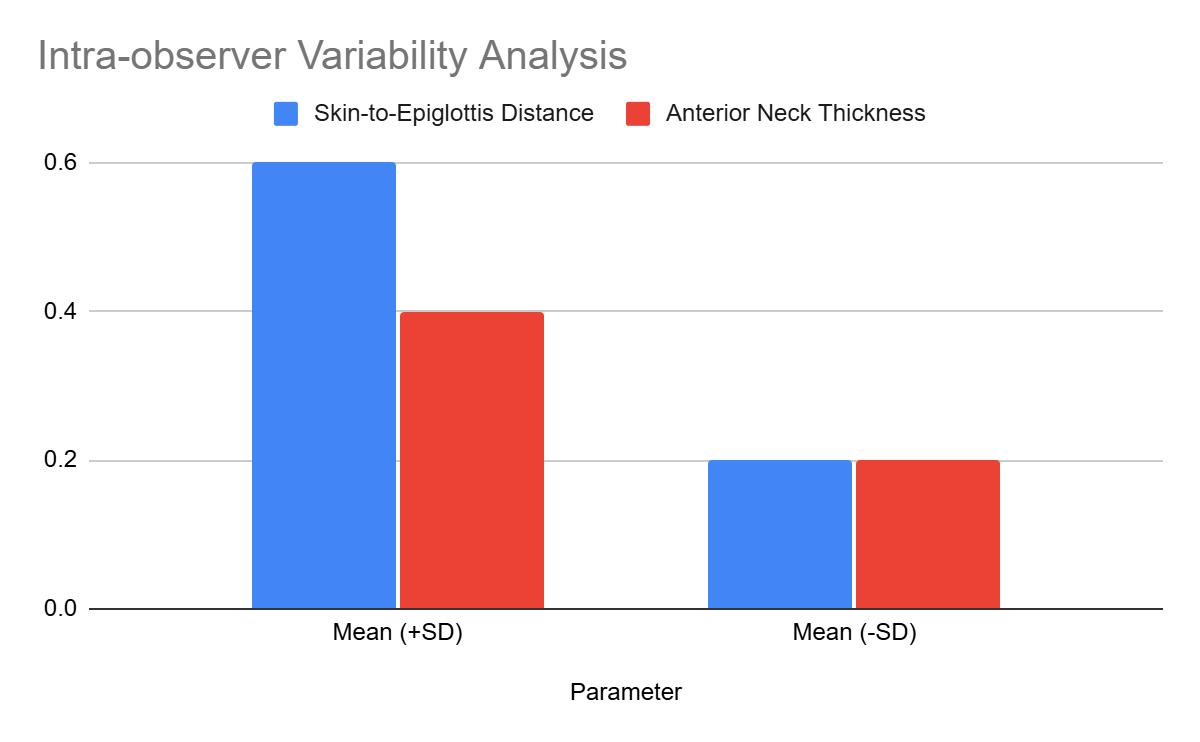 Intra-observer Variability Analysis
Skin-to-Epiglottis Distance Anterior Neck Thickness
0.6
0.4
0.2
0.0
Mean (+SD) Mean (-SD)
Parameter